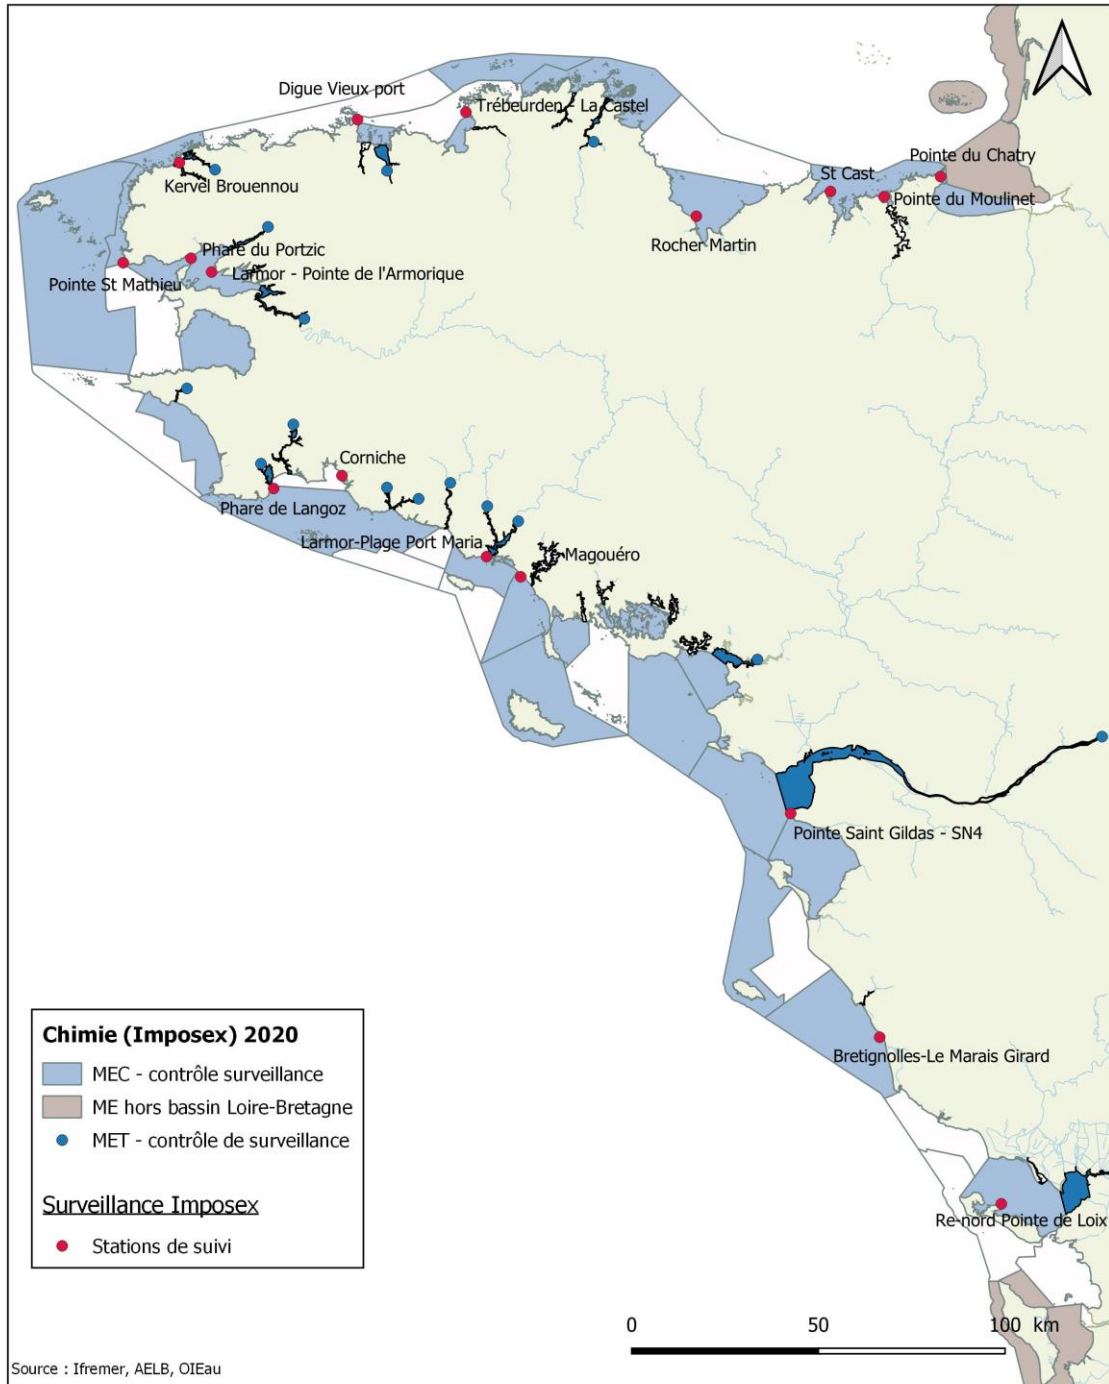 Digue Vieux port
Trébeurden - La Castel
Pointe du Chatry
St Cast
Kervel Brouennou
Pointe du Moulinet
Rocher Martin
Phare du Portzic
Larmor - Pointe de l'Armorique
Pointe St Mathieu
Corniche
Phare de Langoz
Larmor-Plage Port Maria
Magouéro
Pointe Saint Gildas - SN4
Bretignolles-Le Marais Girard
Re-nord Pointe de Loix
Chimie (Imposex) 2020
MEC - contrôle surveillance
ME hors bassin Loire-Bretagne
MET - contrôle de surveillance
Surveillance Imposex
Stations de suivi
0 50 100 km
Source : Ifremer, AELB, OIEau